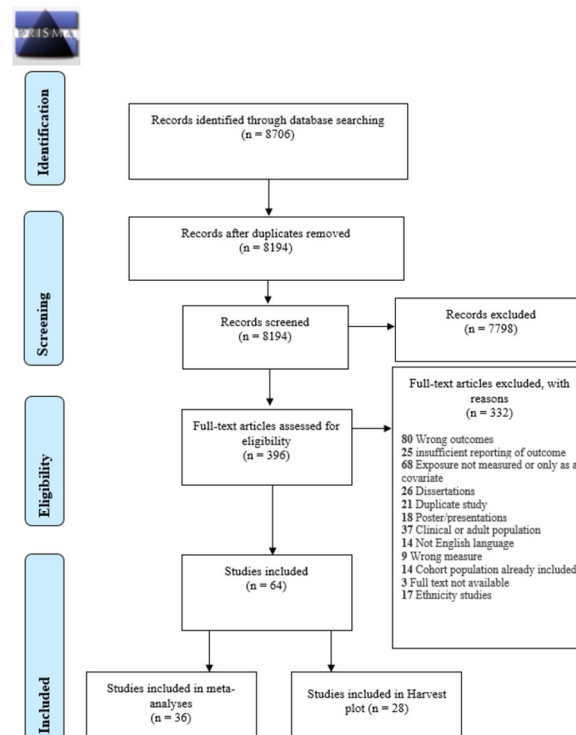 PRISMA
Identification
Records identified through database searching
(n = 8706)
Records after duplicates removed
(n = 8194)
Screening
Records screened
(n = 8194)
Records excluded
(n = 7798)
Eligibility
Full-text articles assessed for
eligibility
(n = 396)
Full-text articles excluded, with
reasons
(n = 332)
80 Wrong outcomes
25 insufficient reporting of outcome
68 Exposure not measured or only as a
covariate
26 Dissertations
21 Duplicate study
18 Poster/presentations
37 Clinical or adult population
14 Not English language
9 Wrong measure
14 Cohort population already included
3 Full text not available
17 Ethnicity studies
Included
Studies included
(n = 64)
Studies included in meta-
analyses
(n = 36)
Studies included in Harvest
plot (n = 28)